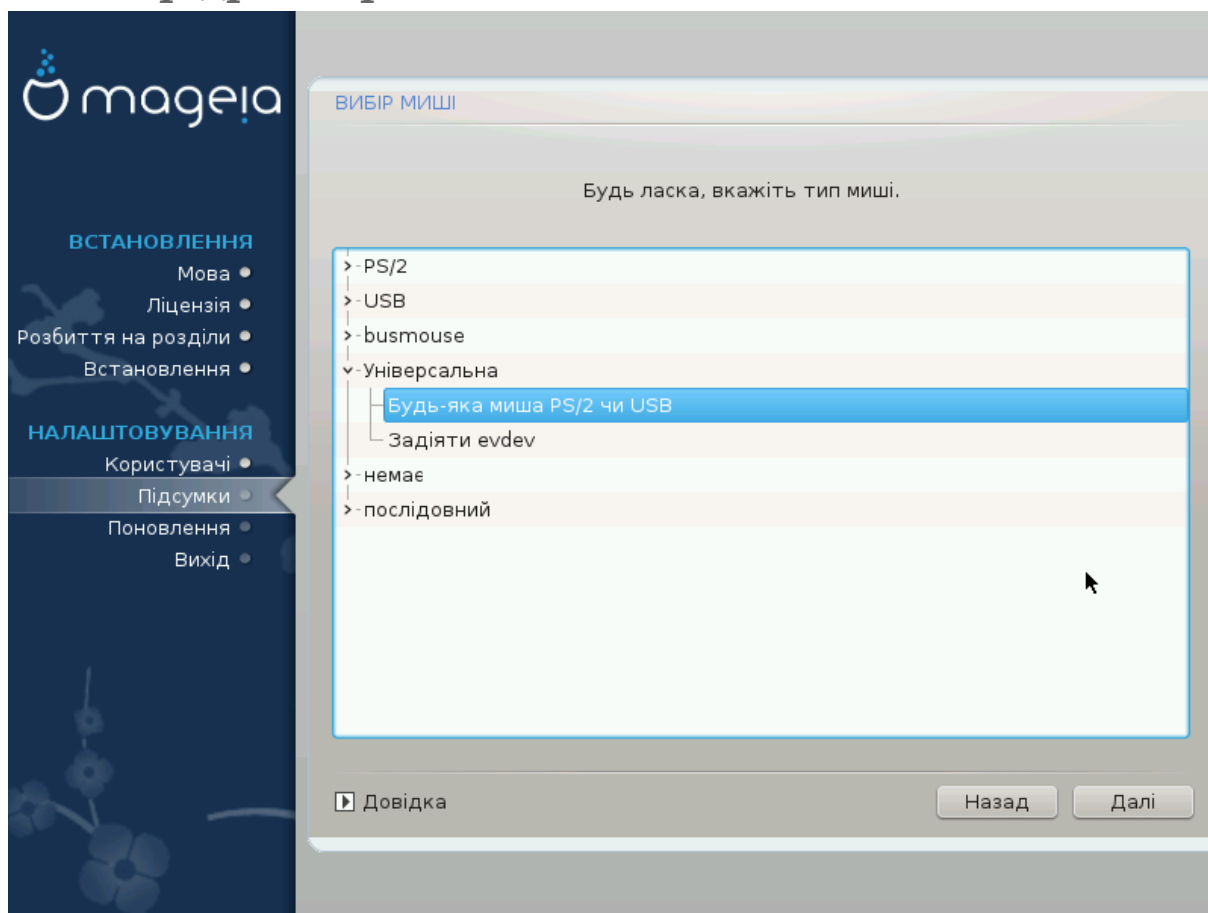 mageia
ВСТАНОВЛЕННЯ
Мова
Ліцензія
Розбиття на розділи
Встановлення
НАЛАШТОВУВАННЯ
Користувачі
Підсумки
Поновлення
Вихід
ВИБІР МИШІ
Будь ласка, вкажіть тип миші.
PS/2
USB
busmouse
Універсальна
Будь-яка миша PS/2 чи USB
Задіяти evdev
немає
послідовний
Довідка
Назад
Далі